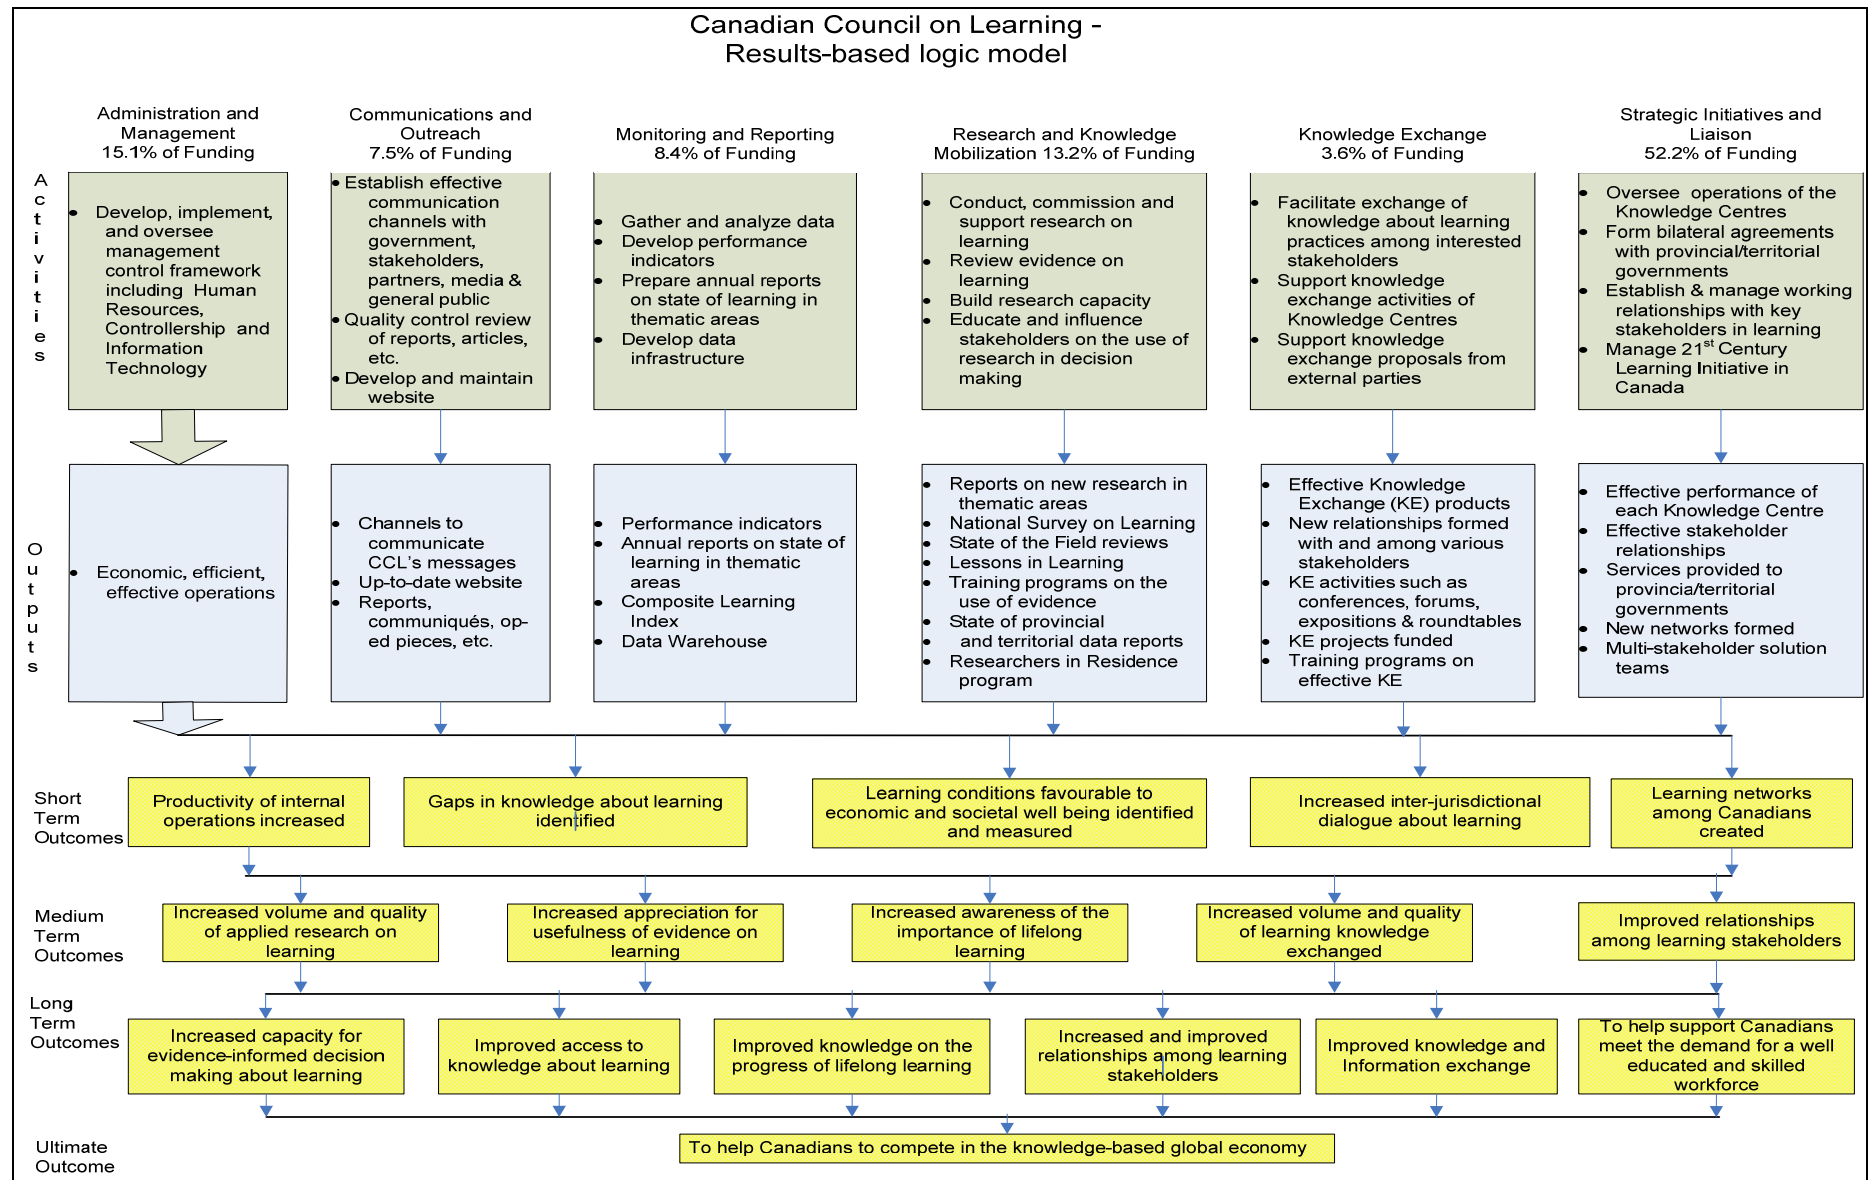 Canadian Council on Learning -
Results-based logic model
Administration and
Management
15.1% of Funding
Communications and
Outreach
7.5% of Funding
Monitoring and Reporting
8.4% of Funding
Research and Knowledge
Mobilization 13.2% of Funding
Knowledge Exchange
3.6% of Funding
Strategic Initiatives and
Liaison
52.2% of Funding
Activities
• Develop, implement,
and oversee
management
control framework
including Human
Resources,
Controllership and
Information
Technology
• Establish effective
communication
channels with
government,
stakeholders,
partners, media &
general public
• Quality control review
of reports, articles,
etc.
• Develop and maintain
website
• Gather and analyze data
• Develop performance
indicators
• Prepare annual reports
on state of learning in
thematic areas
• Develop data
infrastructure
• Conduct, commission and
support research on
learning
• Review evidence on
learning
• Build research capacity
• Educate and influence
stakeholders on the use of
research in decision
making
• Facilitate exchange of
knowledge about learning
practices among interested
stakeholders
• Support knowledge
exchange activities of
Knowledge Centres
• Support knowledge
exchange proposals from
external parties
• Oversee operations of the
Knowledge Centres
• Form bilateral agreements
with provincial/territorial
governments
• Establish & manage working
relationships with key
stakeholders in learning
• Manage 21st Century
Learning Initiative in
Canada
Outputs
• Economic, efficient,
effective operations
• Channels to
communicate
CCL's messages
• Up-to-date website
• Reports,
communiqués, op-
ed pieces, etc.
• Performance indicators
• Annual reports on state of
learning in thematic
areas
• Composite Learning
Index
• Data Warehouse
• Reports on new research in
thematic areas
• National Survey on Learning
• State of the Field reviews
• Lessons in Learning
• Training programs on the
use of evidence
• State of provincial
• and territorial data reports
• Researchers in Residence
program
• Effective Knowledge
Exchange (KE) products
• New relationships formed
with and among various
stakeholders
• KE activities such as
conferences, forums,
expositions & roundtables
• KE projects funded
• Training programs on
effective KE
• Effective performance of
each Knowledge Centre
• Effective stakeholder
relationships
• Services provided to
provincia/territorial
governments
• New networks formed
• Multi-stakeholder solution
teams
Short
Term
Outcomes
Productivity of internal
operations increased
Gaps in knowledge about learning
identified
Learning conditions favourable to
economic and societal well being identified
and measured
Increased inter-jurisdictional
dialogue about learning
Learning networks
among Canadians
created
Medium
Term
Outcomes
Increased volume and quality
of applied research on
learning
Increased appreciation for
usefulness of evidence on
learning
Increased awareness of the
importance of lifelong
learning
Increased volume and quality
of learning knowledge
exchanged
Improved relationships
among learning stakeholders
Long
Term
Outcomes
Increased capacity for
evidence-informed decision
making about learning
Improved access to
knowledge about learning
Improved knowledge on the
progress of lifelong learning
Increased and improved
relationships among learning
stakeholders
Improved knowledge and
Information exchange
To help support Canadians
meet the demand for a well
educated and skilled
workforce
Ultimate
Outcome
To help Canadians to compete in the knowledge-based global economy